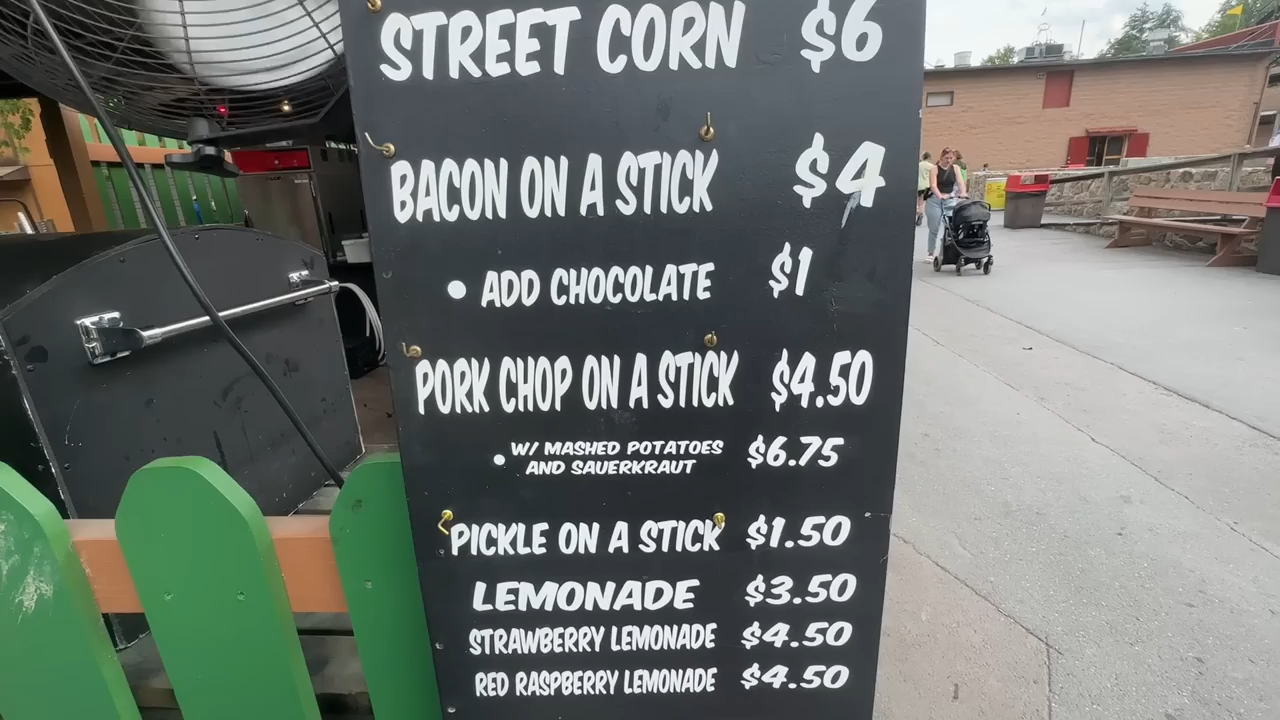 STREET CORN $6
BACON ON A STICK $4
• ADD CHOCOLATE $1
PORK CHOP ON A STICK $4.50
• W/ MASHED POTATOES $6.75
AND SAUERKRAUT
PICKLE ON A STICK $1.50
LEMONADE $3.50
STRAWBERRY LEMONADE $4.50
RED RASPBERRY LEMONADE $4.50